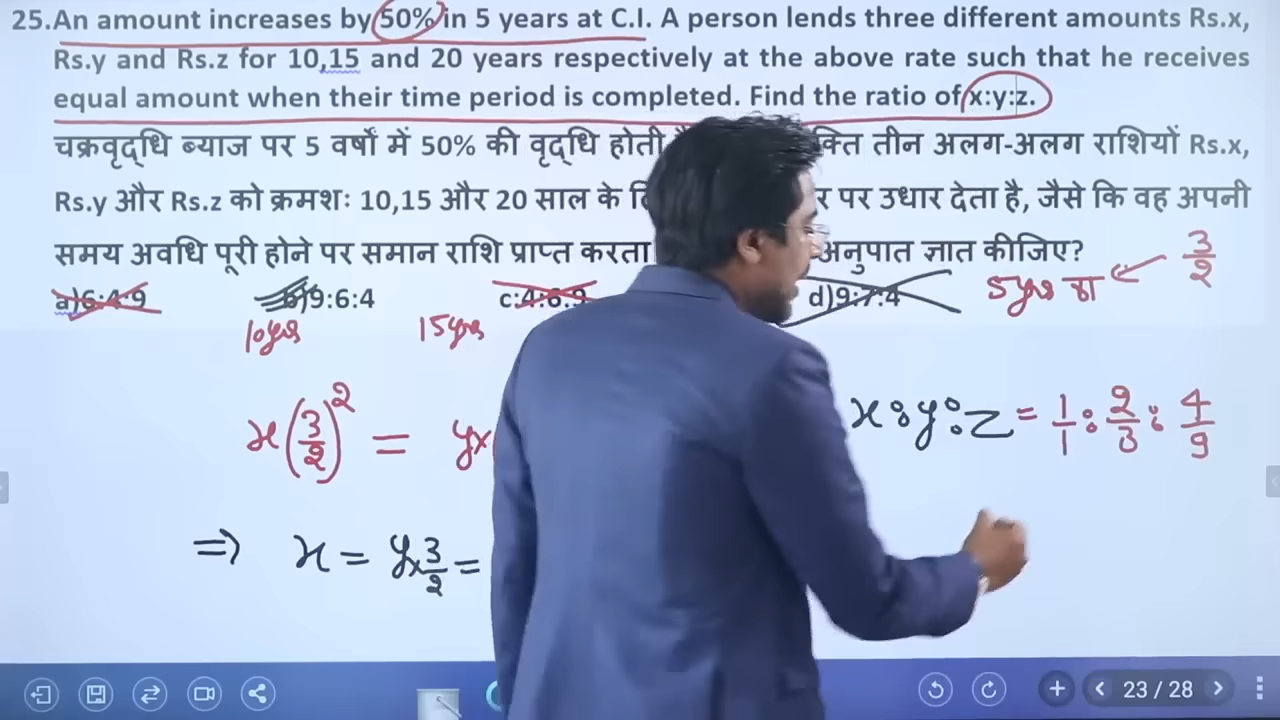 25.An amount increases by 50% in 5 years at C.I. A person lends three different amounts Rs.x,
Rs.y and Rs.z for 10,15 and 20 years respectively at the above rate such that he receives
equal amount when their time period is completed. Find the ratio of x:y:z.
चक्रवृद्धि ब्याज पर 5 वर्षों में 50% की वृद्धि होती तीन अलग-अलग राशियों Rs.x,
Rs.y और Rs.z को क्रमशः 10,15 और 20 साल के पर उधार देता है, जैसे कि वह अपनी
समय अवधि पूरी होने पर समान राशि प्राप्त करता अनुपात ज्ञात कीजिए?
a)6:4:9 b)9:6:4 c:4:6:9 d)9:7:4 5yrs का 3/2
10yrs 15yrs
x(3/2)² = y× x:y:z = 1/1 : 2/3 : 4/9
⇒ x = y×3/2 =
23 / 28